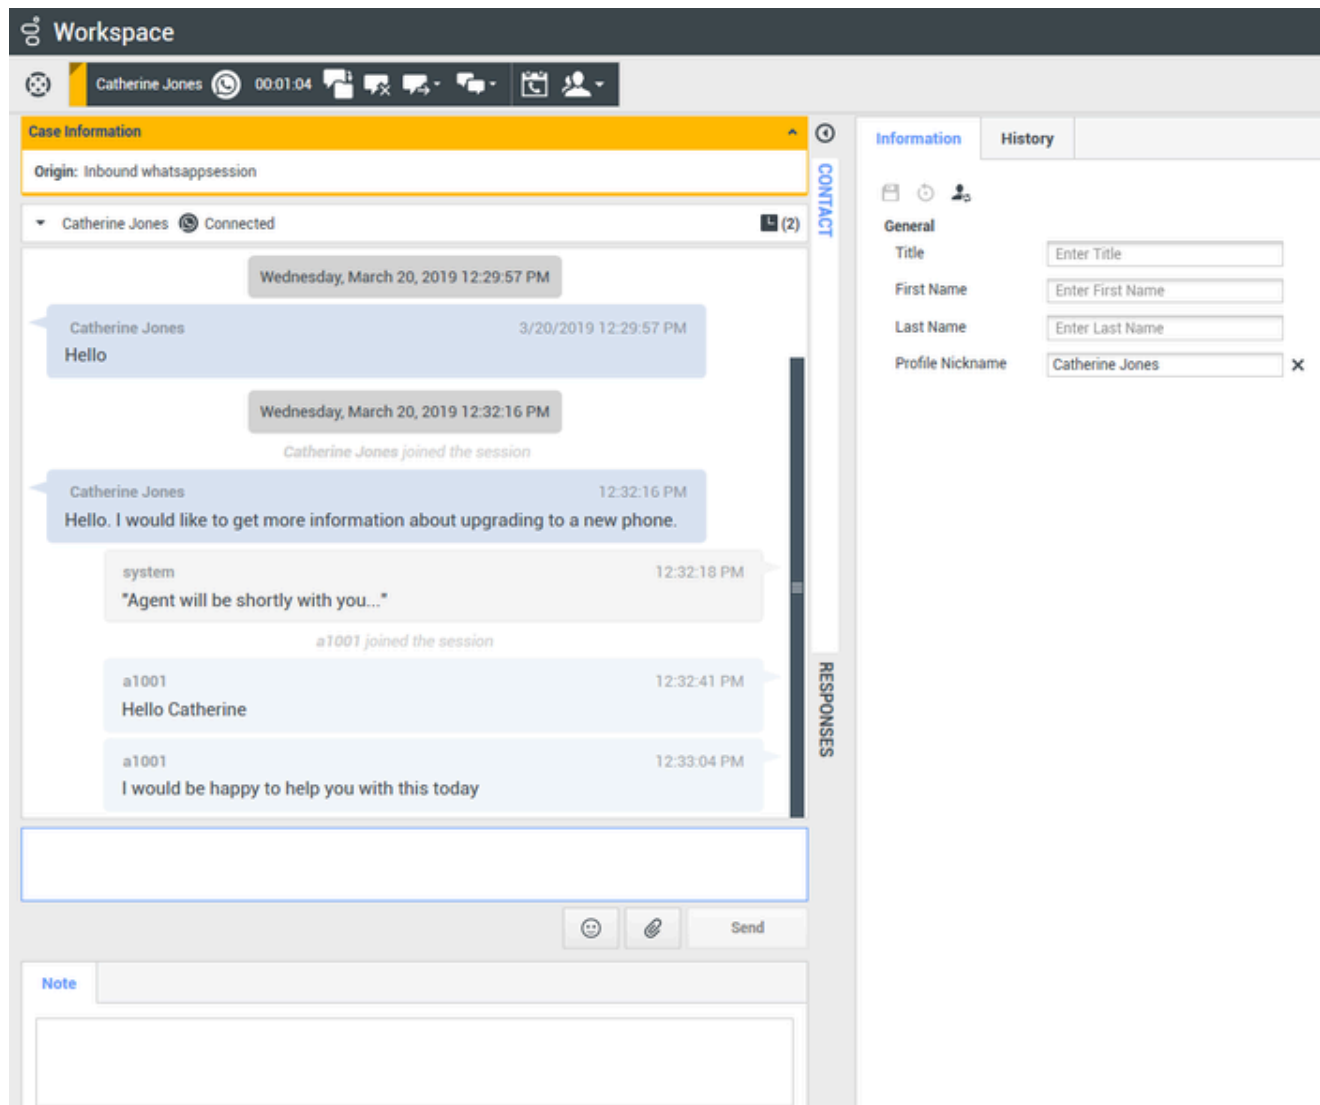 Workspace
Catherine Jones 00:01:04
Case Information
Origin: Inbound whatsappsession
Catherine Jones Connected (2)
Wednesday, March 20, 2019 12:29:57 PM
Catherine Jones 3/20/2019 12:29:57 PM
Hello
Wednesday, March 20, 2019 12:32:16 PM
Catherine Jones joined the session
Catherine Jones 12:32:16 PM
Hello. I would like to get more information about upgrading to a new phone.
system 12:32:18 PM
"Agent will be shortly with you..."
a1001 joined the session
a1001 12:32:41 PM
Hello Catherine
a1001 12:33:04 PM
I would be happy to help you with this today
Send
Note
CONTACT
RESPONSES
Information History
General
Title Enter Title
First Name Enter First Name
Last Name Enter Last Name
Profile Nickname Catherine Jones